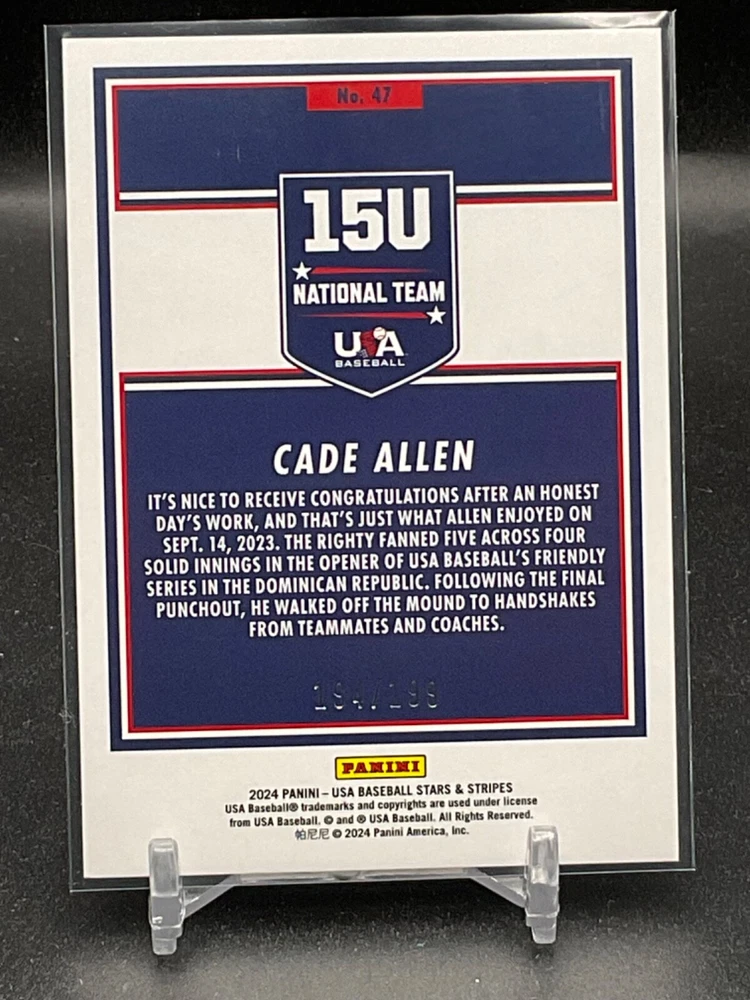 No. 47
15U
NATIONAL TEAM
USA
BASEBALL
CADE ALLEN
IT'S NICE TO RECEIVE CONGRATULATIONS AFTER AN HONEST
DAY'S WORK, AND THAT'S JUST WHAT ALLEN ENJOYED ON
SEPT. 14, 2023. THE RIGHTY FANNED FIVE ACROSS FOUR
SOLID INNINGS IN THE OPENER OF USA BASEBALL'S FRIENDLY
SERIES IN THE DOMINICAN REPUBLIC. FOLLOWING THE FINAL
PUNCHOUT, HE WALKED OFF THE MOUND TO HANDSHAKES
FROM TEAMMATES AND COACHES.
194/199
PANINI
2024 PANINI – USA BASEBALL STARS & STRIPES
USA Baseball® trademarks and copyrights are used under license
from USA Baseball. © and ® USA Baseball. All Rights Reserved.
帕尼尼 © 2024 Panini America, Inc.